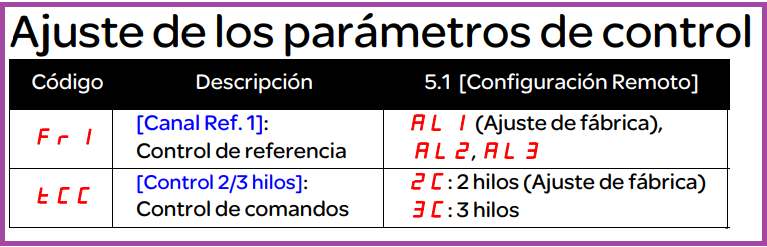 Ajuste de los parámetros de control
Código Descripción 5.1 [Configuración Remoto]
Fr1 [Canal Ref. 1]: AL1 (Ajuste de fábrica),
Control de referencia AL2, AL3
tCC [Control 2/3 hilos]: 2C: 2 hilos (Ajuste de fábrica)
Control de comandos 3C: 3 hilos